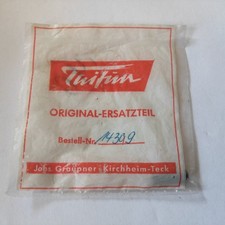 Taifun
ORIGINAL-ERSATZTEIL
Bestell-Nr. 14309
Johs. Graupner · Kirchheim-Teck